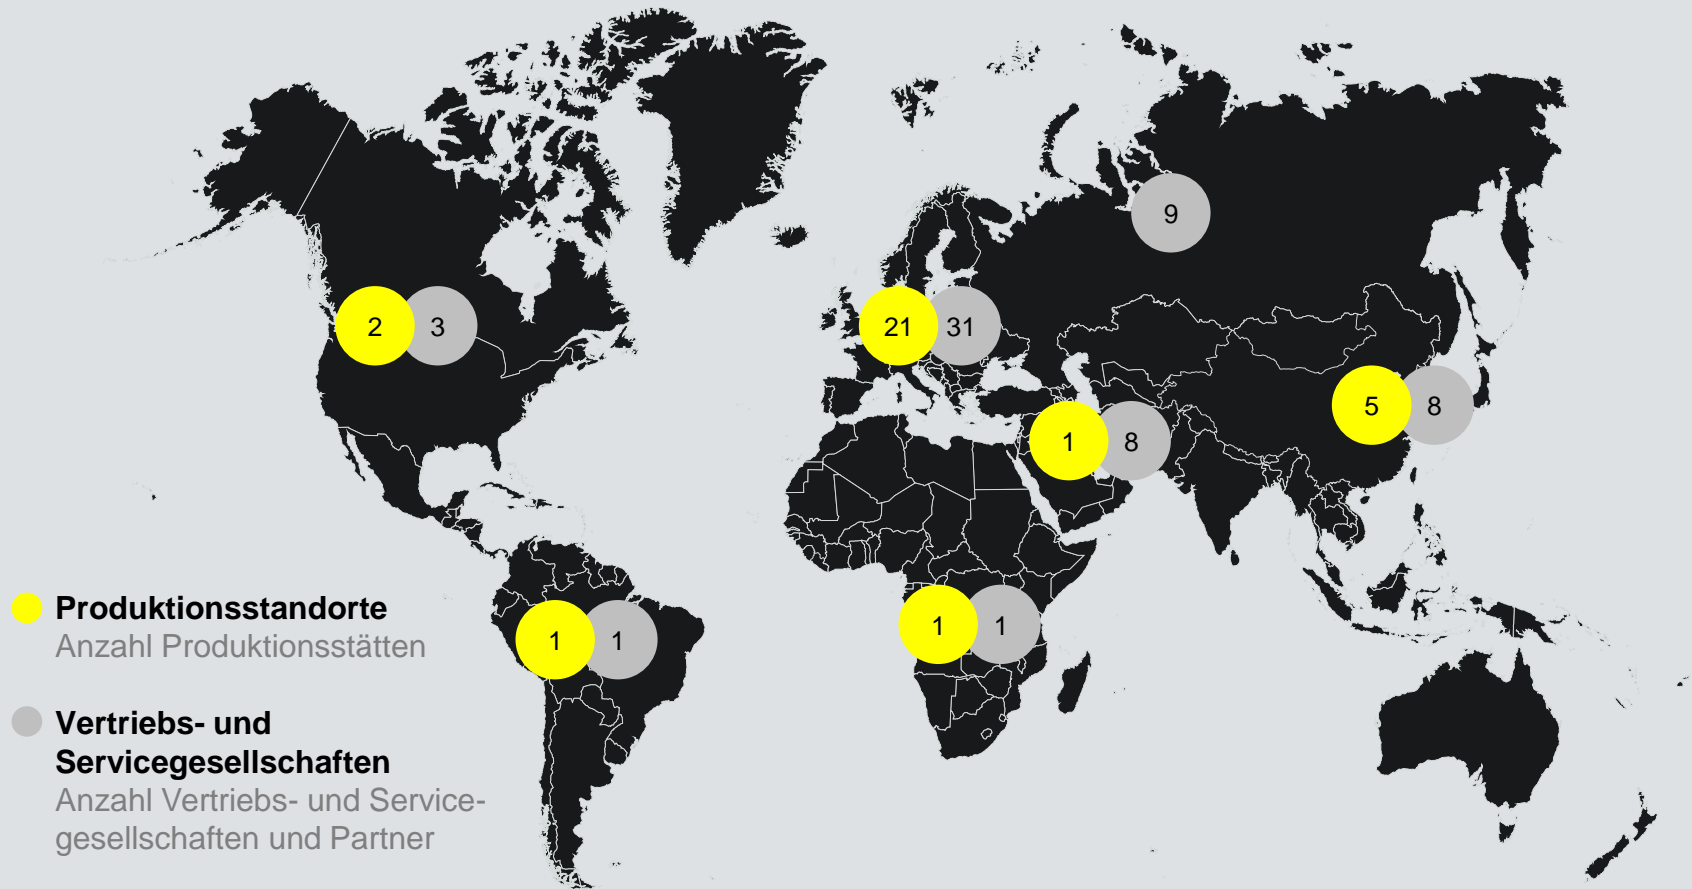 9
2 3
21 31
5 8
1 8
Produktionsstandorte
Anzahl Produktionsstätten
1 1
1 1
Vertriebs- und
Servicegesellschaften
Anzahl Vertriebs- und Service-
gesellschaften und Partner